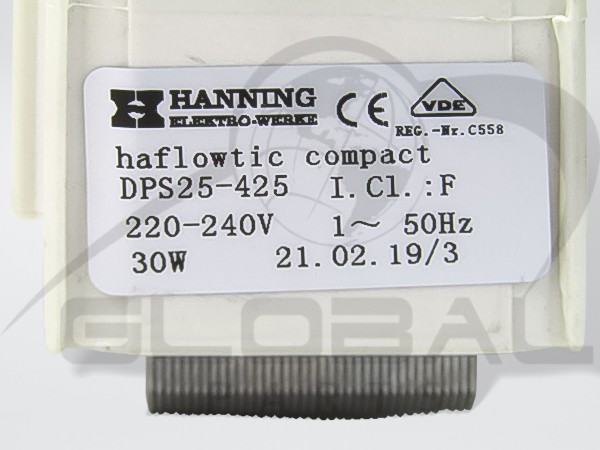 HANNING
ELEKTRO-WERKE
CE
VDE
REG.-Nr.C558
haflowtic compact
DPS25-425 I.Cl.:F
220-240V 1~ 50Hz
30W 21.02.19/3
GLOBAL